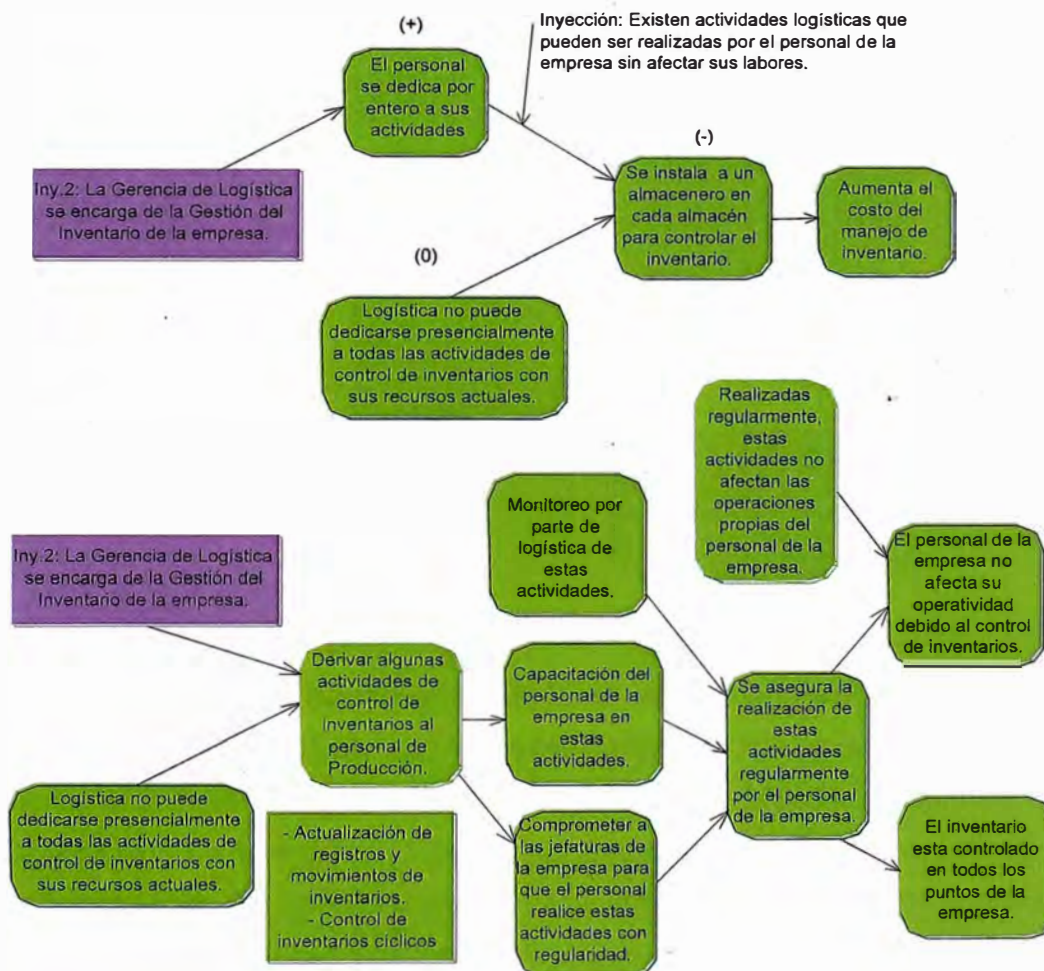 (+)
Inyección: Existen actividades logísticas que
pueden ser realizadas por el personal de la
empresa sin afectar sus labores.
El personal
se dedica por
entero a sus
actividades
(-)
Iny.2: La Gerencia de Logística
se encarga de la Gestión del
Inventario de la empresa.
Se instala a un
almacenero en
cada almacén
para controlar el
inventario.
Aumenta el
costo del
manejo de
inventario.
(0)
Logística no puede
dedicarse presencialmente
a todas las actividades de
control de inventarios con
sus recursos actuales.
Realizadas
regularmente,
estas
actividades no
afectan las
operaciones
propias del
personal de la
empresa.
Monitoreo por
parte de
logística de
estas
actividades.
Iny.2: La Gerencia de Logística
se encarga de la Gestión del
Inventario de la empresa.
El personal de la
empresa no
afecta su
operatividad
debido al control
de inventarios.
Derivar algunas
actividades de
control de
inventarios al
personal de
Producción.
Capacitación del
personal de la
empresa en
estas
actividades.
Se asegura la
realización de
estas
actividades
regularmente
por el personal
de la empresa.
Logística no puede
dedicarse presencialmente
a todas las actividades de
control de inventarios con
sus recursos actuales.
- Actualización de
registros y
movimientos de
inventarios.
- Control de
inventarios cíclicos
Comprometer a
las jefaturas de
la empresa para
que el personal
realice estas
actividades con
regularidad.
El inventario
esta controlado
en todos los
puntos de la
empresa.